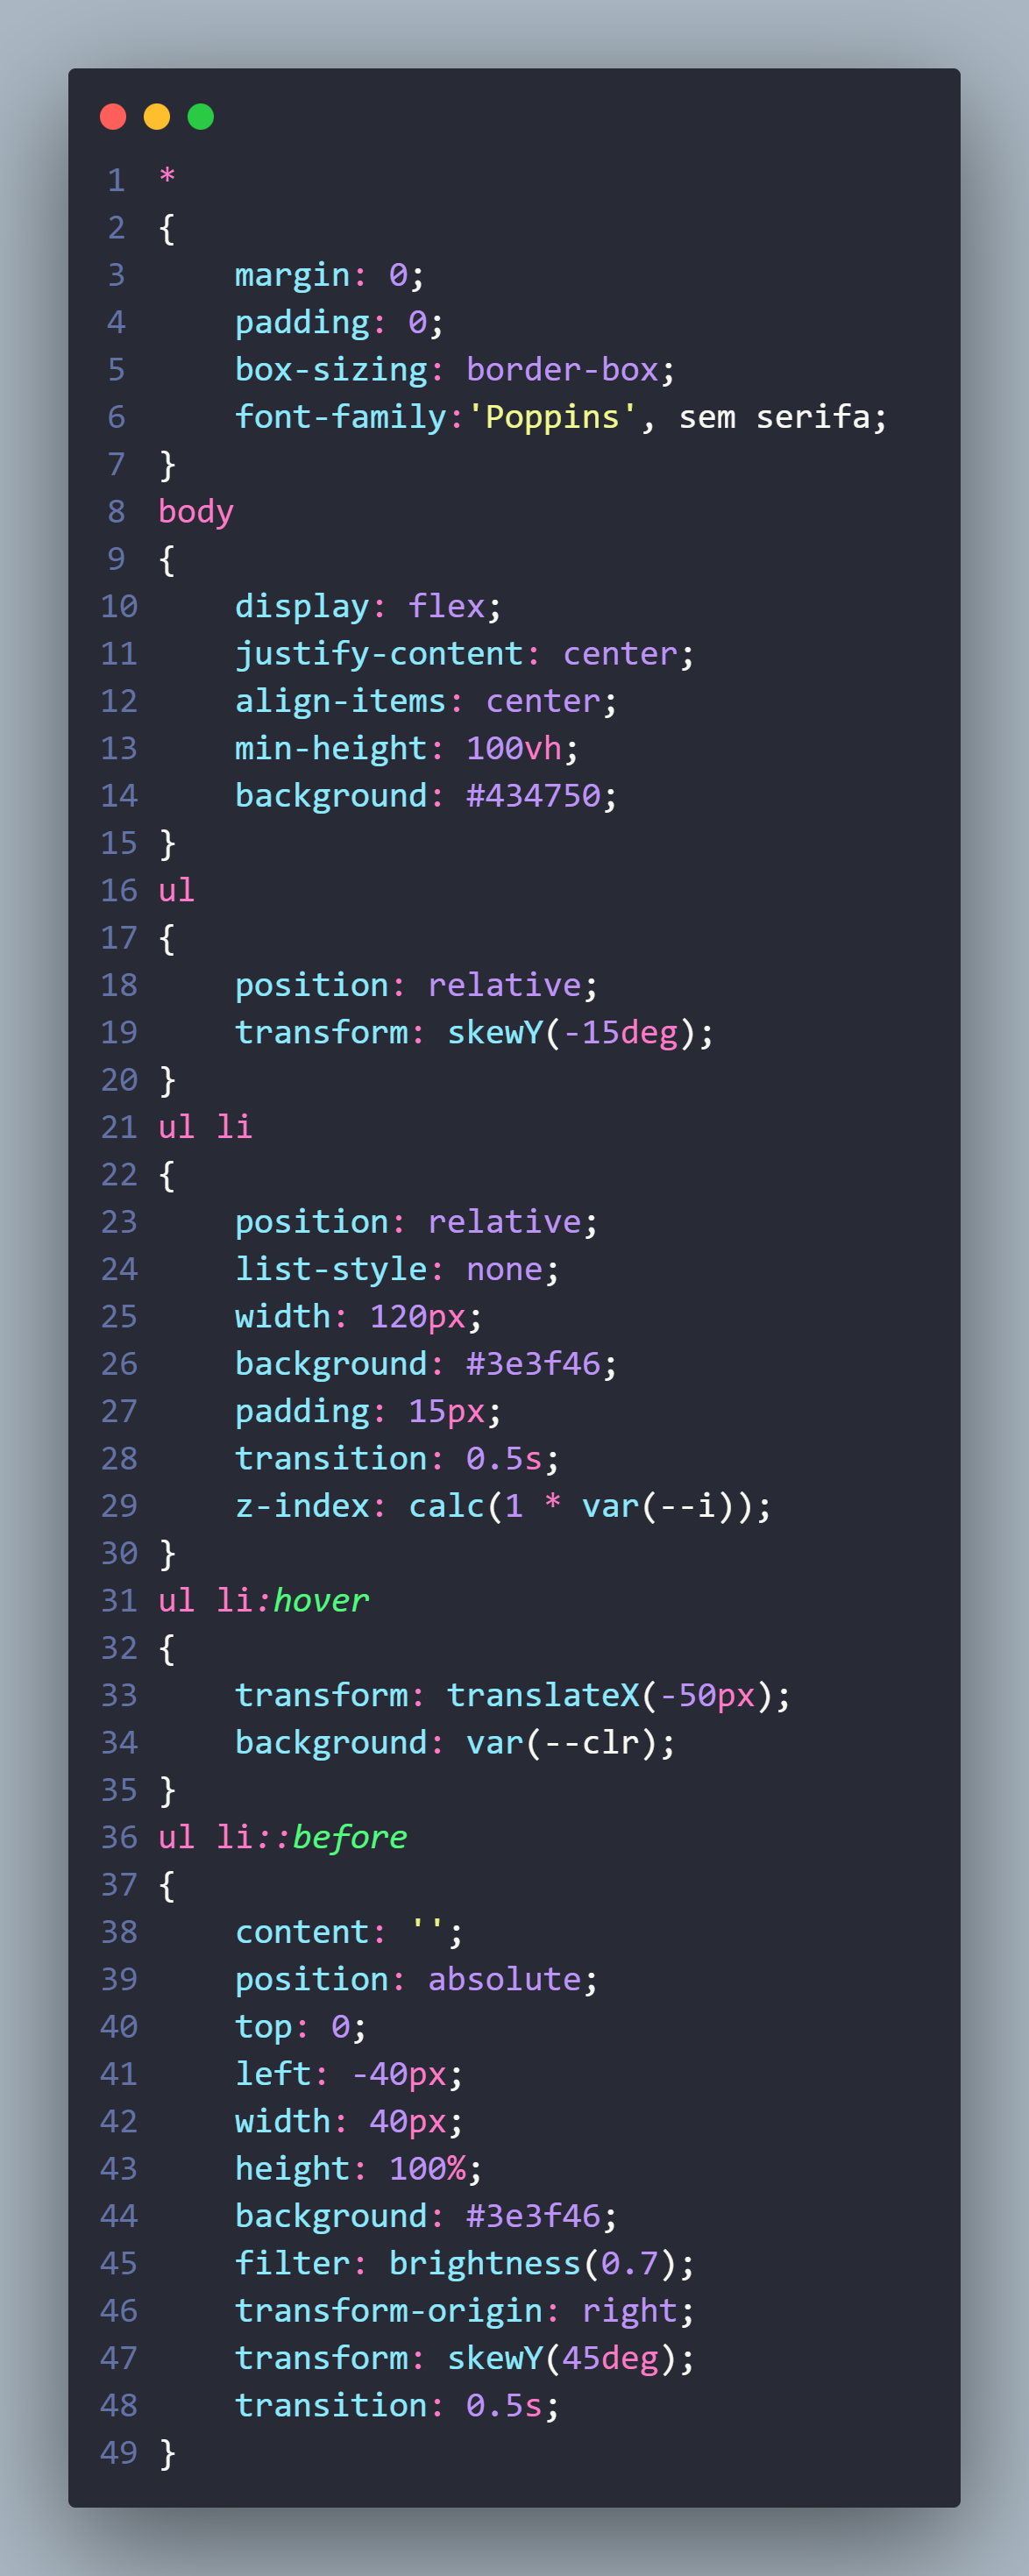 1 *
2 {
3     margin: 0;
4     padding: 0;
5     box-sizing: border-box;
6     font-family:'Poppins', sem serifa;
7 }
8 body
9 {
10     display: flex;
11     justify-content: center;
12     align-items: center;
13     min-height: 100vh;
14     background: #434750;
15 }
16 ul
17 {
18     position: relative;
19     transform: skewY(-15deg);
20 }
21 ul li
22 {
23     position: relative;
24     list-style: none;
25     width: 120px;
26     background: #3e3f46;
27     padding: 15px;
28     transition: 0.5s;
29     z-index: calc(1 * var(--i));
30 }
31 ul li:hover
32 {
33     transform: translateX(-50px);
34     background: var(--clr);
35 }
36 ul li::before
37 {
38     content: '';
39     position: absolute;
40     top: 0;
41     left: -40px;
42     width: 40px;
43     height: 100%;
44     background: #3e3f46;
45     filter: brightness(0.7);
46     transform-origin: right;
47     transform: skewY(45deg);
48     transition: 0.5s;
49 }